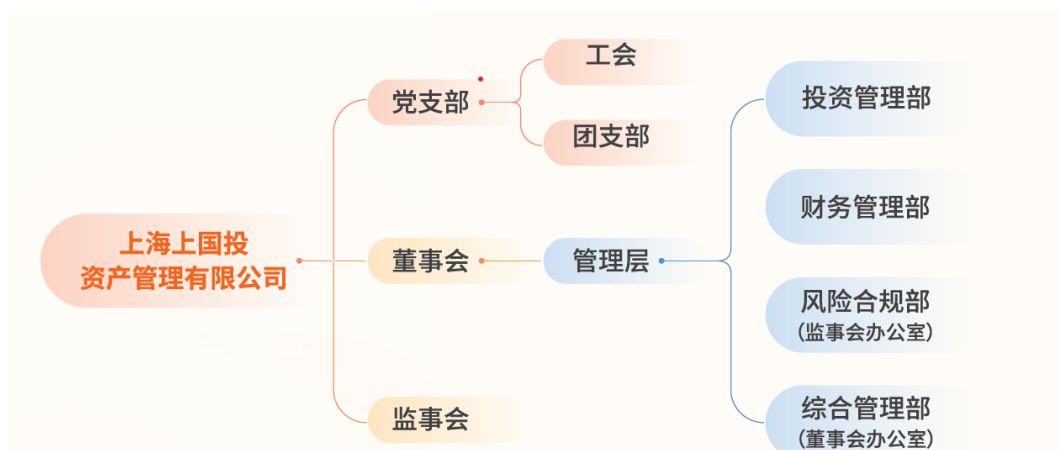 上海上国投
资产管理有限公司
党支部
工会
团支部
董事会
管理层
监事会
投资管理部
财务管理部
风险合规部
(监事会办公室)
综合管理部
(董事会办公室)